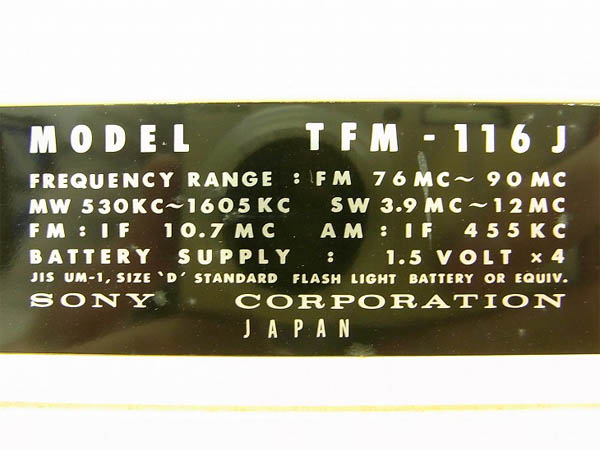 MODEL TFM-116J
FREQUENCY RANGE : FM 76MC~ 90MC
MW 530KC~1605KC SW 3.9MC~12MC
FM : IF 10.7MC AM : IF 455KC
BATTERY SUPPLY : 1.5 VOLT ×4
JIS UM-1, SIZE 'D' STANDARD FLASH LIGHT BATTERY OR EQUIV.
SONY CORPORATION
JAPAN